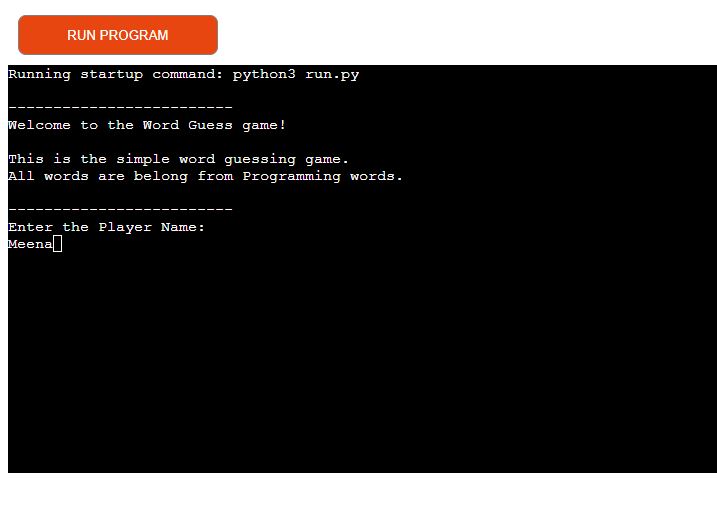 RUN PROGRAM
Running startup command: python3 run.py
-------------------------
Welcome to the Word Guess game!
This is the simple word guessing game.
All words are belong from Programming words.
-------------------------
Enter the Player Name:
Meena